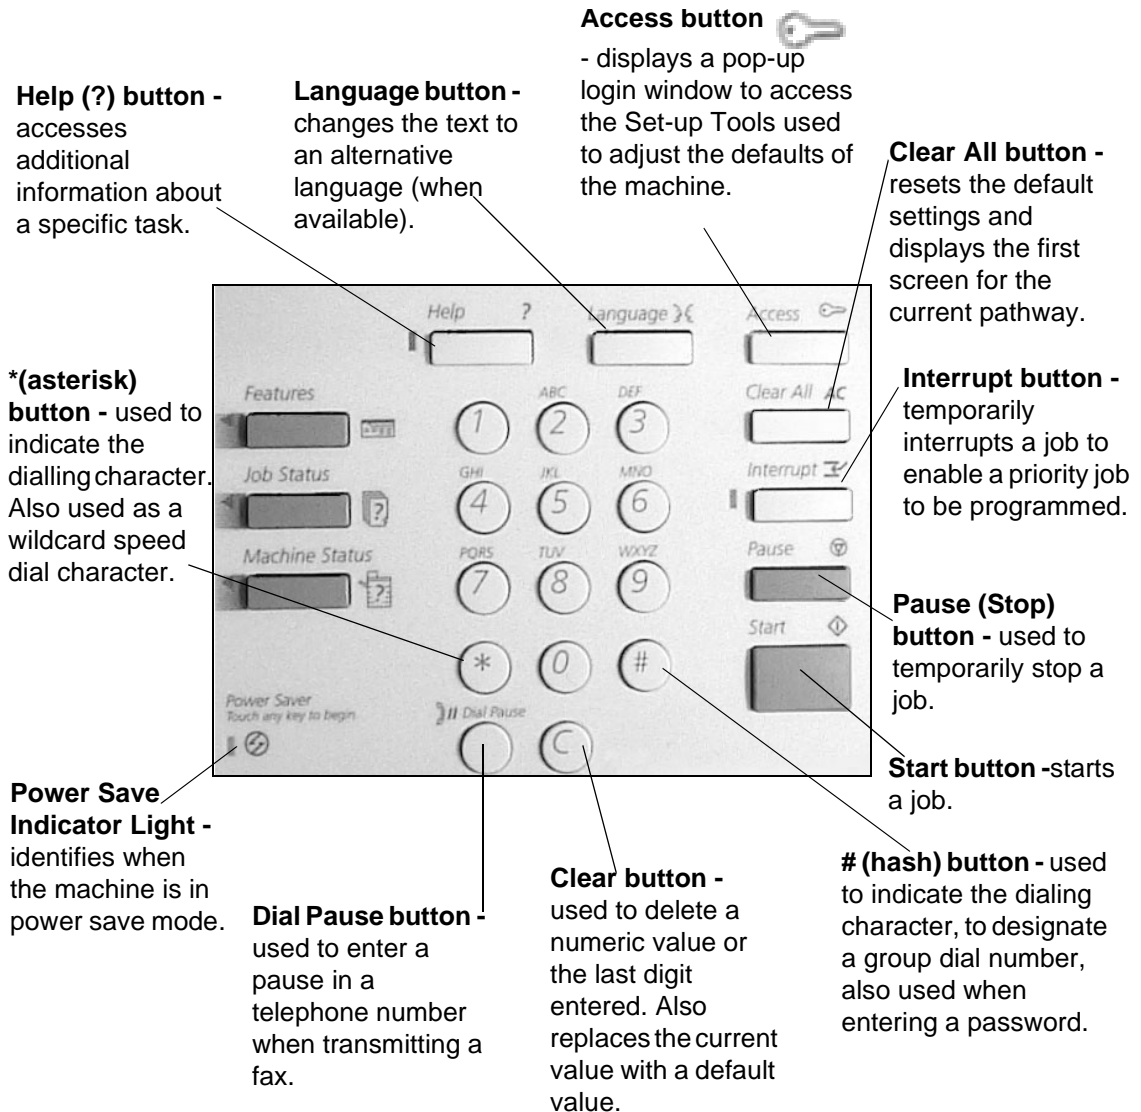 Access button
- displays a pop-up
login window to access
the Set-up Tools used
to adjust the defaults of
the machine.
Help (?) button -
accesses
additional
information about
a specific task.
Language button -
changes the text to
an alternative
language (when
available).
Clear All button -
resets the default
settings and
displays the first
screen for the
current pathway.
*(asterisk)
button - used to
indicate the
dialling character.
Also used as a
wildcard speed
dial character.
Interrupt button -
temporarily
interrupts a job to
enable a priority job
to be programmed.
Pause (Stop)
button - used to
temporarily stop a
job.
Start button -starts
a job.
# (hash) button - used
to indicate the dialing
character, to designate
a group dial number,
also used when
entering a password.
Power Save
Indicator Light -
identifies when
the machine is in
power save mode.
Dial Pause button -
used to enter a
pause in a
telephone number
when transmitting a
fax.
Clear button -
used to delete a
numeric value or
the last digit
entered. Also
replaces the current
value with a default
value.
Help ?
Language
Access
Features
ABC
DEF
Clear All AC
1
2
3
Job Status
GHI
JKL
MNO
Interrupt
4
5
6
?
Machine Status
PQRS
TUV
WXYZ
Pause
7
8
9
?
Start
*
0
#
Power Saver
Touch any key to begin
Dial Pause
C